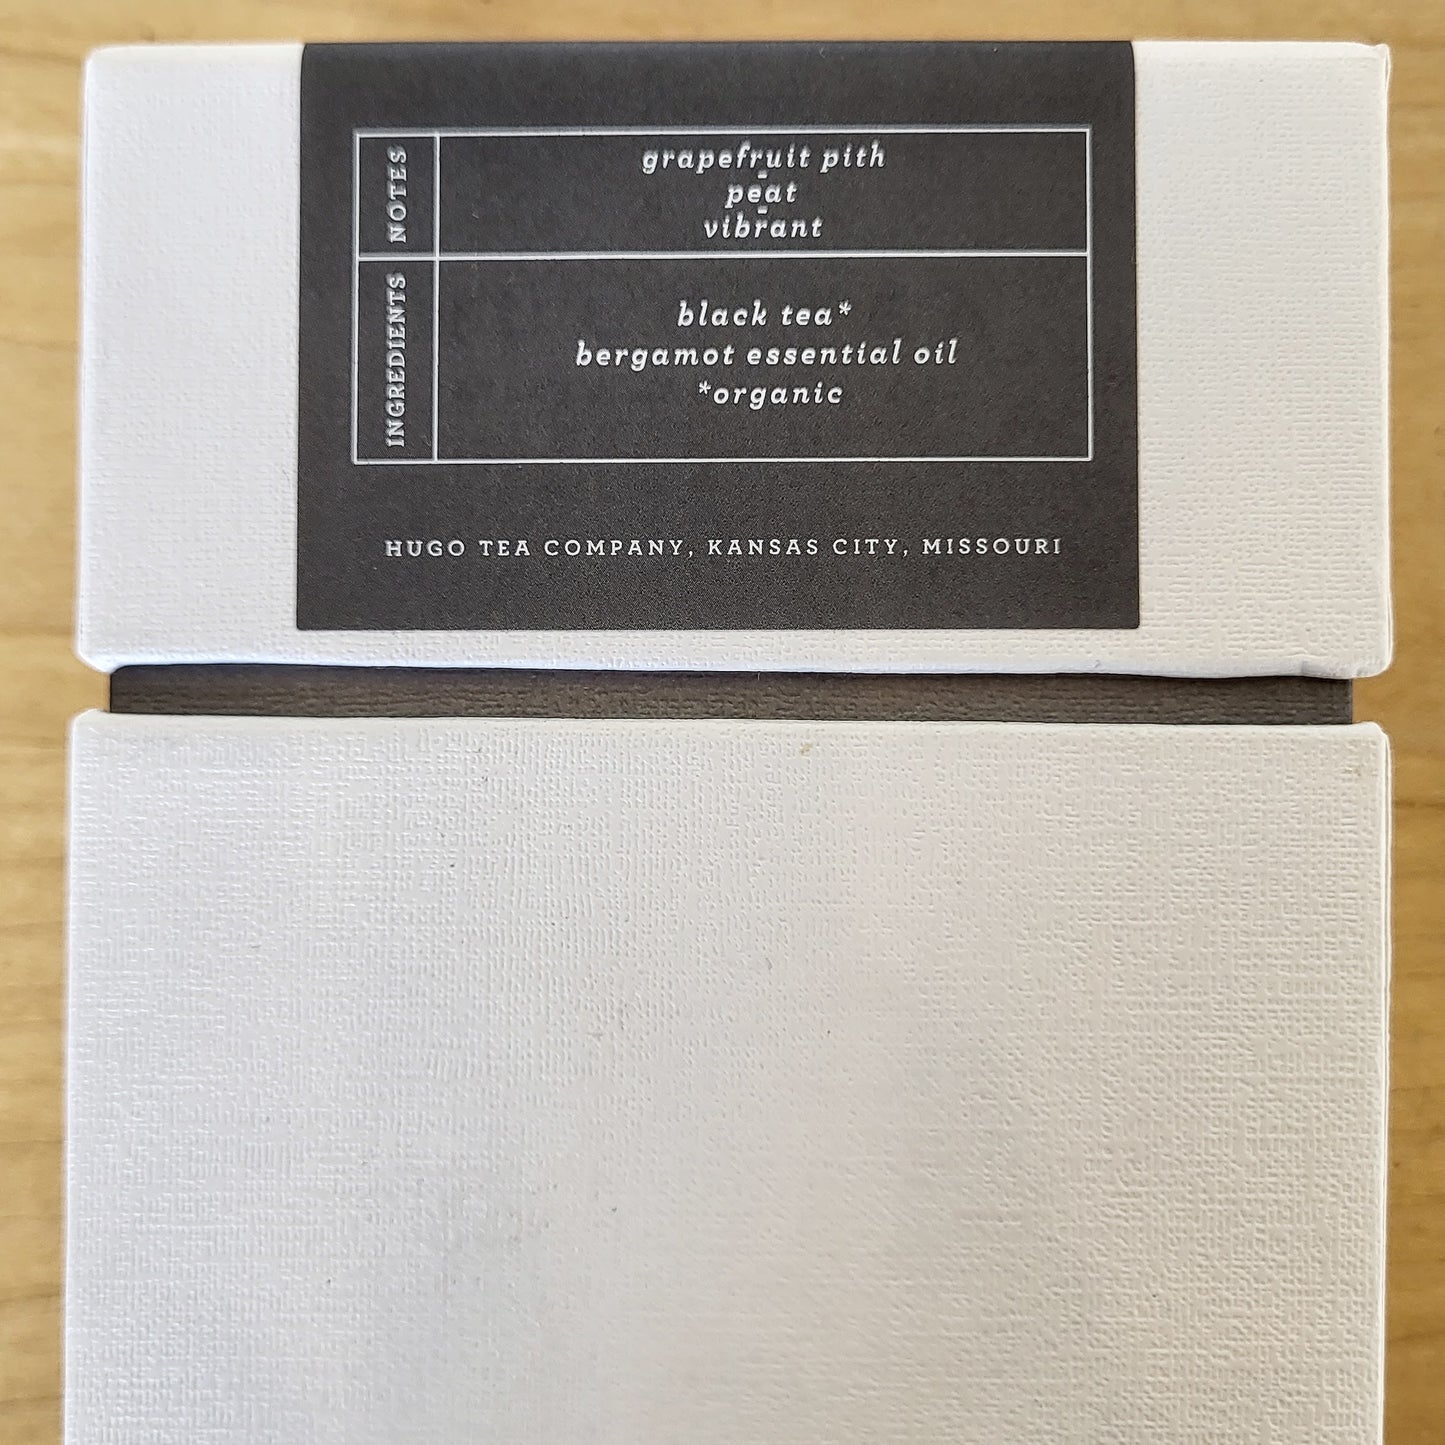 NOTES
grapefruit pith
-
peat
-
vibrant
INGREDIENTS
black tea*
bergamot essential oil
*organic
HUGO TEA COMPANY, KANSAS CITY, MISSOURI